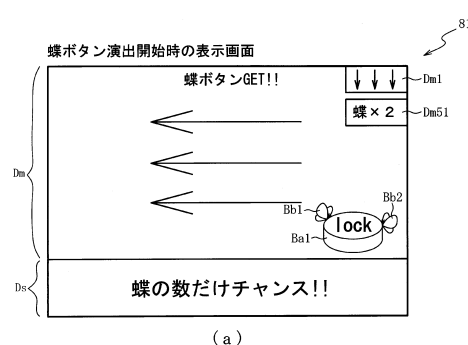 81
蝶ボタン演出開始時の表示画面
蝶ボタンGET!!
Dm1
蝶×2
Dm51
Dm
Bb1
Bb2
lock
Ba1
Ds
蝶の数だけチャンス!!
(a)